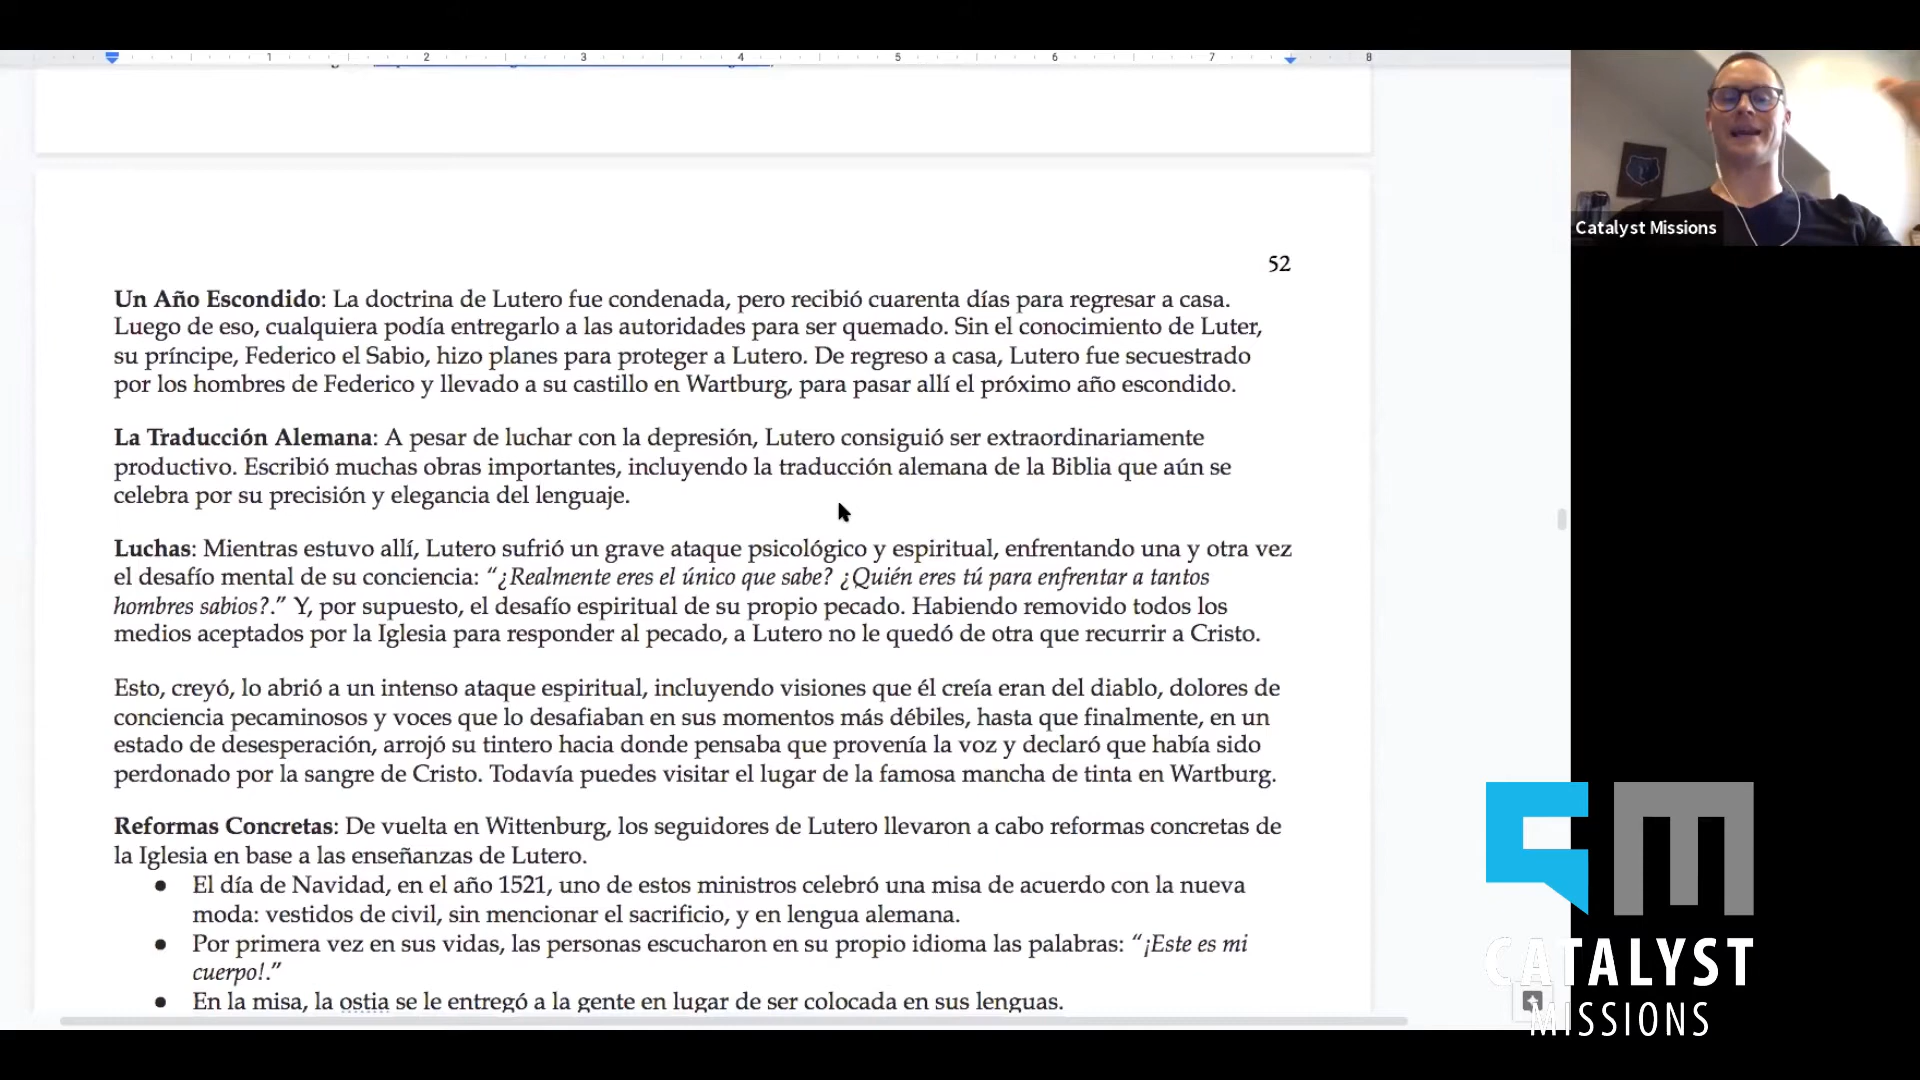 1 2 3 4 5 6 7 8
Catalyst Missions
52
Un Año Escondido: La doctrina de Lutero fue condenada, pero recibió cuarenta días para regresar a casa.
Luego de eso, cualquiera podía entregarlo a las autoridades para ser quemado. Sin el conocimiento de Luter,
su príncipe, Federico el Sabio, hizo planes para proteger a Lutero. De regreso a casa, Lutero fue secuestrado
por los hombres de Federico y llevado a su castillo en Wartburg, para pasar allí el próximo año escondido.
La Traducción Alemana: A pesar de luchar con la depresión, Lutero consiguió ser extraordinariamente
productivo. Escribió muchas obras importantes, incluyendo la traducción alemana de la Biblia que aún se
celebra por su precisión y elegancia del lenguaje.
Luchas: Mientras estuvo allí, Lutero sufrió un grave ataque psicológico y espiritual, enfrentando una y otra vez
el desafío mental de su conciencia: “¿Realmente eres el único que sabe? ¿Quién eres tú para enfrentar a tantos
hombres sabios?.” Y, por supuesto, el desafío espiritual de su propio pecado. Habiendo removido todos los
medios aceptados por la Iglesia para responder al pecado, a Lutero no le quedó de otra que recurrir a Cristo.
Esto, creyó, lo abrió a un intenso ataque espiritual, incluyendo visiones que él creía eran del diablo, dolores de
conciencia pecaminosos y voces que lo desafiaban en sus momentos más débiles, hasta que finalmente, en un
estado de desesperación, arrojó su tintero hacia donde pensaba que provenía la voz y declaró que había sido
perdonado por la sangre de Cristo. Todavía puedes visitar el lugar de la famosa mancha de tinta en Wartburg.
Reformas Concretas: De vuelta en Wittenburg, los seguidores de Lutero llevaron a cabo reformas concretas de
la Iglesia en base a las enseñanzas de Lutero.
● El día de Navidad, en el año 1521, uno de estos ministros celebró una misa de acuerdo con la nueva
moda: vestidos de civil, sin mencionar el sacrificio, y en lengua alemana.
● Por primera vez en sus vidas, las personas escucharon en su propio idioma las palabras: “¡Este es mi
cuerpo!.”
● En la misa, la ostia se le entregó a la gente en lugar de ser colocada en sus lenguas.
CATALYST
MISSIONS